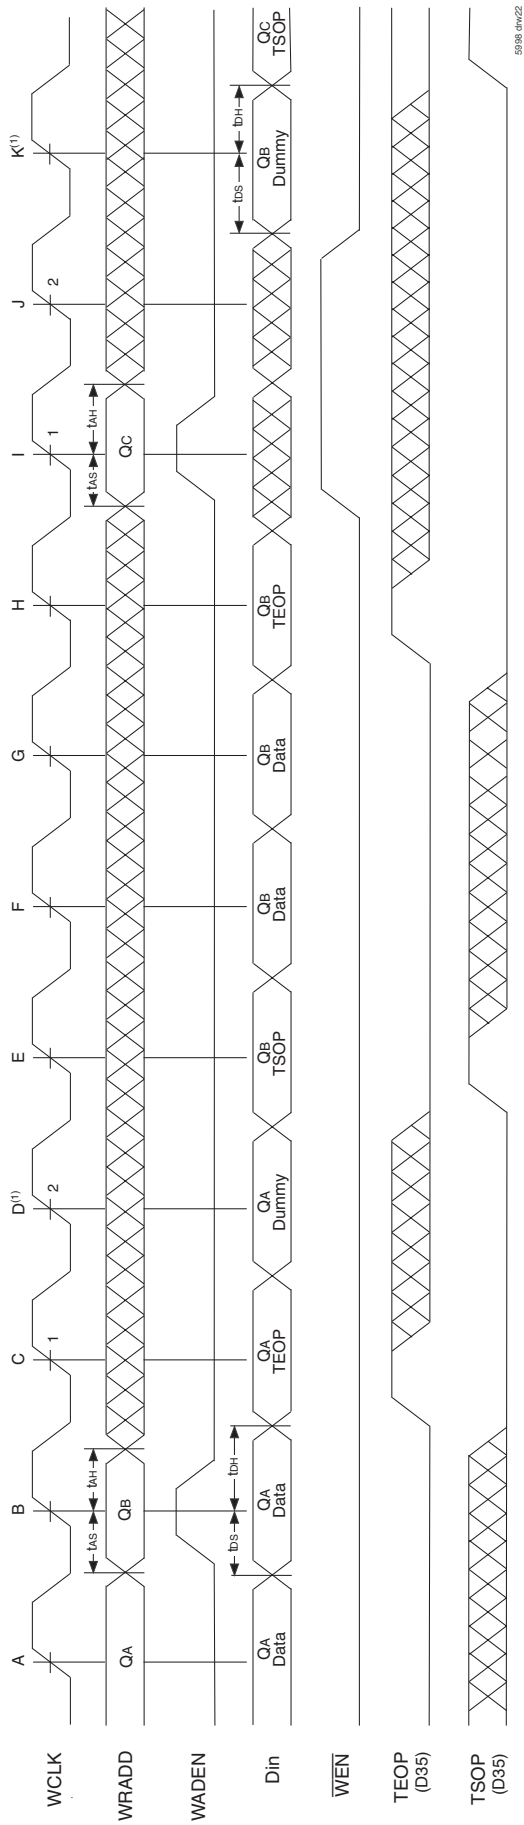 A B C D(1) E F G H I J K(1)
WCLK 1 2 1 2
WRADD QA QB QC
tAS tAH tAS tAH
WADEN
Din
QA Data
QA Data
QA TEOP
QA Dummy
QB TSOP
QB Data
QB Data
QB TEOP
QB Dummy
QC TSOP
tDS tDH tDS tDH
WEN
TEOP
(D35)
TSOP
(D35)
5998 drw22